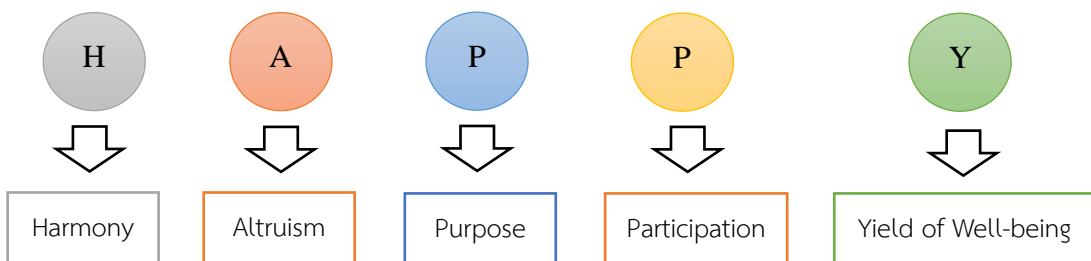 H A P P Y
Harmony Altruism Purpose Participation Yield of Well-being